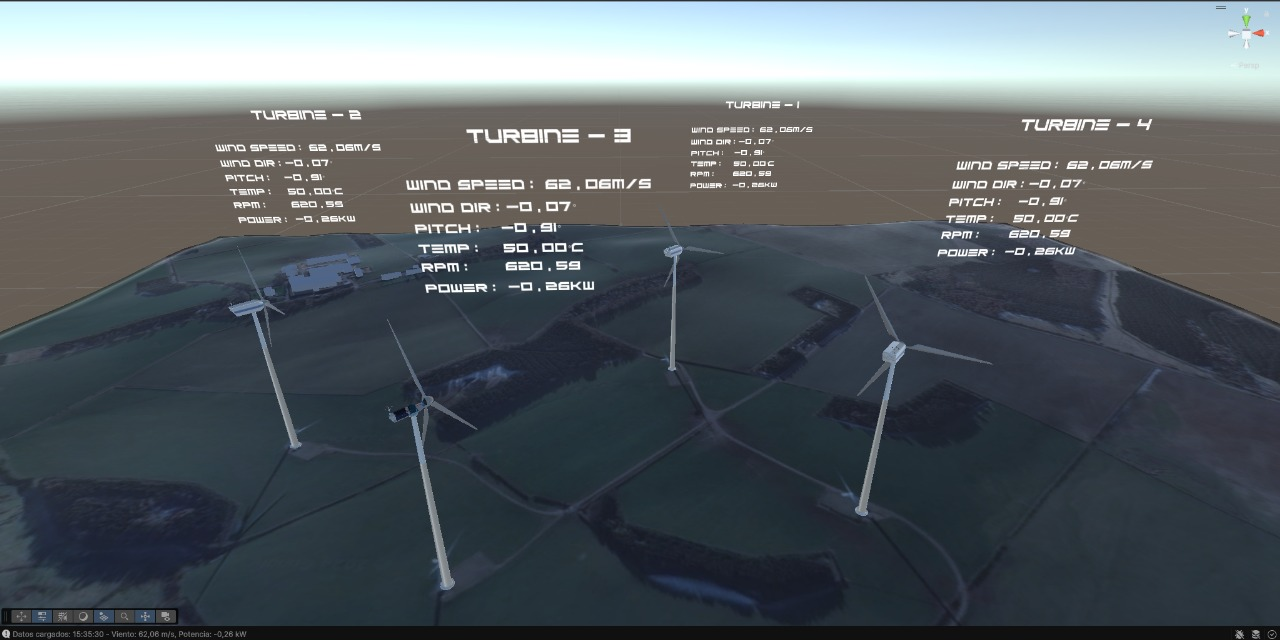 y
Persp
TURBINE - 2
WIND SPEED: 62,06M/S
WIND DIR: -0,07°
PITCH: -0,91°
TEMP: 50,00°C
RPM: 620,59
POWER: -0,26KW
TURBINE - 3
WIND SPEED: 62,06M/S
WIND DIR: -0,07°
PITCH: -0,91°
TEMP: 50,00°C
RPM: 620,59
POWER: -0,26KW
TURBINE - 1
WIND SPEED: 62,06M/S
WIND DIR: -0,07°
PITCH: -0,91°
TEMP: 50,00°C
RPM: 620,59
POWER: -0,26KW
TURBINE - 4
WIND SPEED: 62,06M/S
WIND DIR: -0,07°
PITCH: -0,91°
TEMP: 50,00°C
RPM: 620,59
POWER: -0,26KW
Datos cargados: 15:35:30 - Viento: 62,06 m/s, Potencia: -0,26 kW